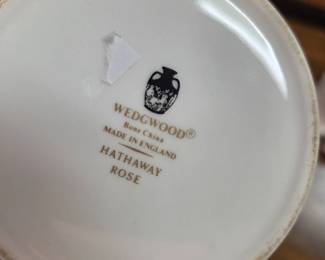 WEDGWOOD®
Bone China
MADE IN ENGLAND
HATHAWAY
ROSE